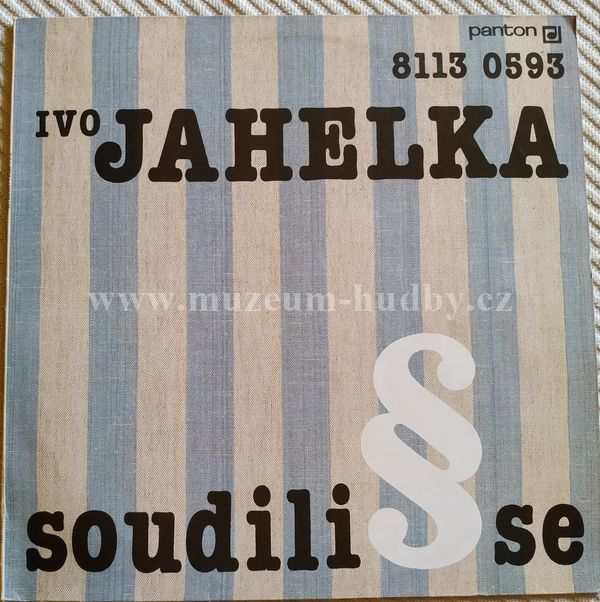 panton
8113 0593
IVO JAHELKA
www.muzeum-hudby.cz
soudili § se